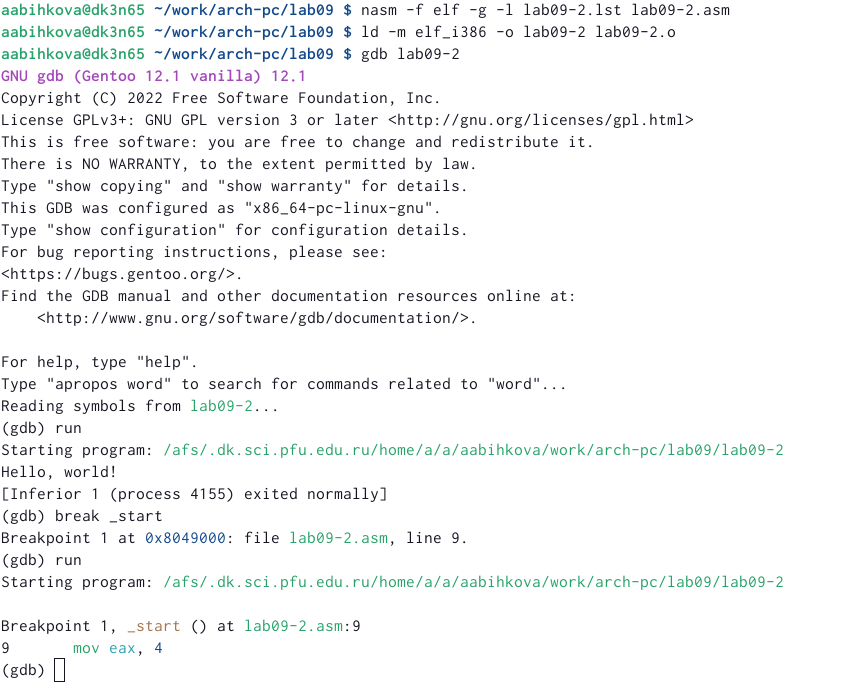 aabihkova@dk3n65 ~/work/arch-pc/lab09 $ nasm -f elf -g -l lab09-2.lst lab09-2.asm
aabihkova@dk3n65 ~/work/arch-pc/lab09 $ ld -m elf_i386 -o lab09-2 lab09-2.o
aabihkova@dk3n65 ~/work/arch-pc/lab09 $ gdb lab09-2
GNU gdb (Gentoo 12.1 vanilla) 12.1
Copyright (C) 2022 Free Software Foundation, Inc.
License GPLv3+: GNU GPL version 3 or later <http://gnu.org/licenses/gpl.html>
This is free software: you are free to change and redistribute it.
There is NO WARRANTY, to the extent permitted by law.
Type "show copying" and "show warranty" for details.
This GDB was configured as "x86_64-pc-linux-gnu".
Type "show configuration" for configuration details.
For bug reporting instructions, please see:
<https://bugs.gentoo.org/>.
Find the GDB manual and other documentation resources online at:
    <http://www.gnu.org/software/gdb/documentation/>.

For help, type "help".
Type "apropos word" to search for commands related to "word"...
Reading symbols from lab09-2...
(gdb) run
Starting program: /afs/.dk.sci.pfu.edu.ru/home/a/a/aabihkova/work/arch-pc/lab09/lab09-2
Hello, world!
[Inferior 1 (process 4155) exited normally]
(gdb) break _start
Breakpoint 1 at 0x8049000: file lab09-2.asm, line 9.
(gdb) run
Starting program: /afs/.dk.sci.pfu.edu.ru/home/a/a/aabihkova/work/arch-pc/lab09/lab09-2

Breakpoint 1, _start () at lab09-2.asm:9
9       mov eax, 4
(gdb)